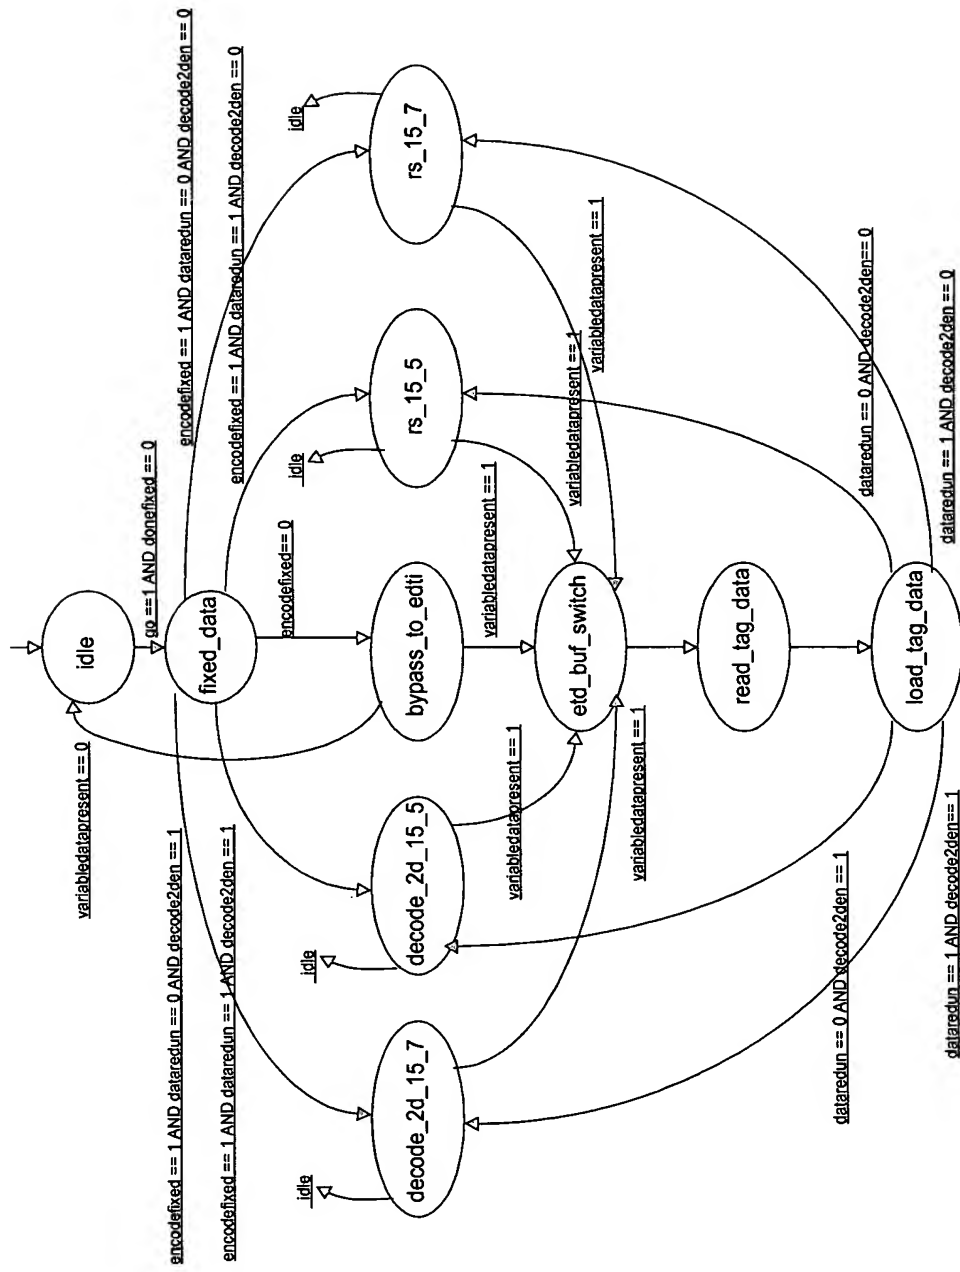 idle
variabledatapresent == 0
go ==1 AND donefixed == 0
encodefixed == 1 AND dataredun == 0 AND decode2den == 1
fixed_data
encodefixed == 1 AND dataredun == 0 AND decode2den == 0
encodefixed == 1 AND dataredun == 1 AND decode2den == 1
encodefixed == 1 AND dataredun == 1 AND decode2den == 0
encodefixed== 0
idle
idle
idle
idle
decode_2d_15_7
decode_2d_15_5
bypass_to_edti
rs_15_5
rs_15_7
variabledatapresent == 1
variabledatapresent == 1
variabledatapresent == 1
variabledatapresent == 1
etd_buf_switch
variabledatapresent == 1
read_tag_data
dataredun == 0 AND decode2den == 1
dataredun == 0 AND decode2den== 0
load_tag_data
dataredun == 1 AND decode2den== 1
dataredun == 1 AND decode2den == 0